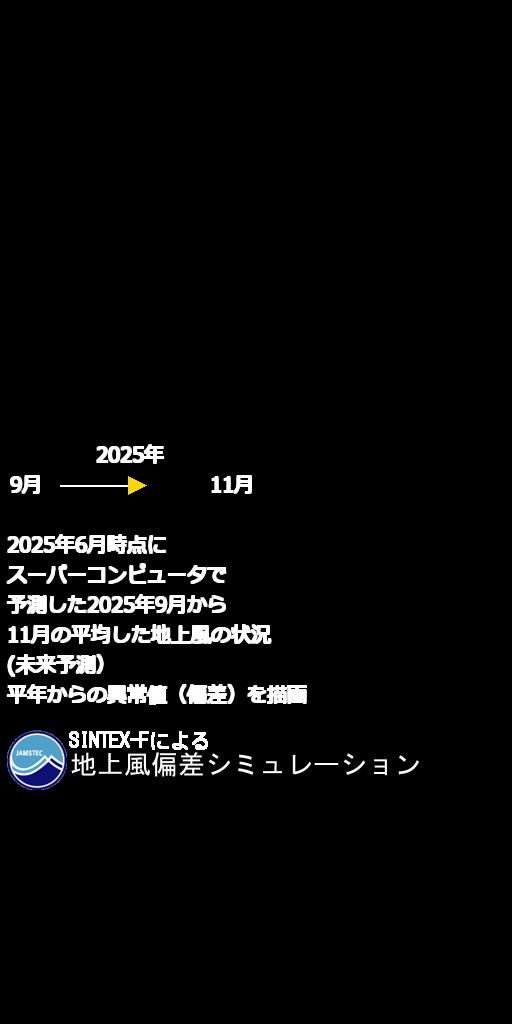 2025年
9月 11月
2025年6月時点に
スーパーコンピュータで
予測した2025年9月から
11月の平均した地上風の状況
(未来予測）
平年からの異常値（偏差）を描画
SINTEX-Fによる
JAMSTEC
地上風偏差シミュレーション